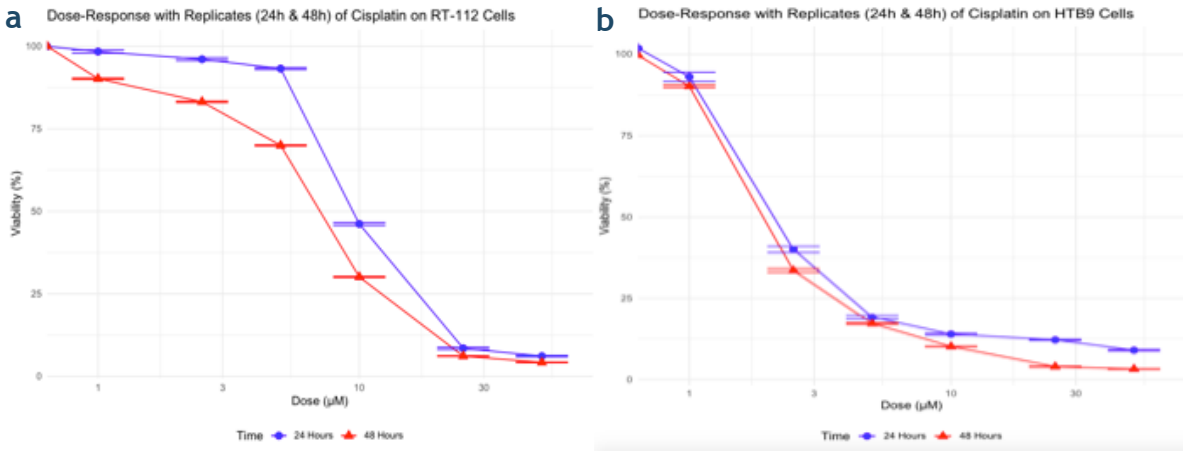 a
Dose-Response with Replicates (24h & 48h) of Cisplatin on RT-112 Cells
100
75
50
25
0
Viability (%)
1 3 10 30
Dose (µM)
Time 24 Hours 48 Hours
b
Dose-Response with Replicates (24h & 48h) of Cisplatin on HTB9 Cells
100
75
50
25
0
Viability (%)
1 3 10 30
Dose (µM)
Time 24 Hours 48 Hours